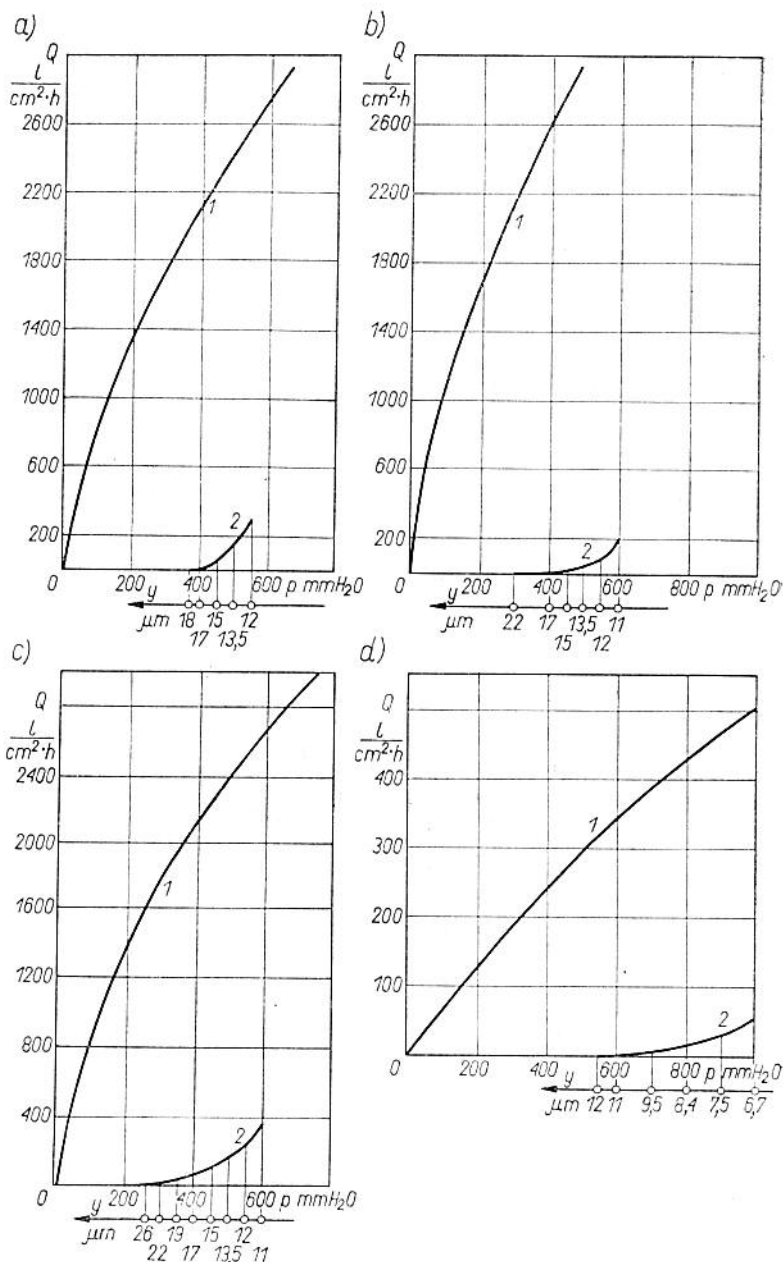 a)
Q
l
cm²·h
2600
2200
1800
1400
1000
600
200
0
1
2
200 400 600 p mmH₂O
y
μm 18 15 12
17 13,5
b)
Q
l
cm²·h
2600
2200
1800
1400
1000
600
200
0
1
2
200 400 600 800 p mmH₂O
y
μm 22 17 13,5 11
15 12
c)
Q
l
cm²·h
2400
2000
1600
1200
800
400
0
1
2
y 200 400 600 p mmH₂O
μm 26 19 15 12
22 17 13,5 11
d)
Q
l
cm²·h
400
300
200
100
0
1
2
200 400 600 800 p mmH₂O
y
μm 12 11 9,5 8,4 7,5 6,7